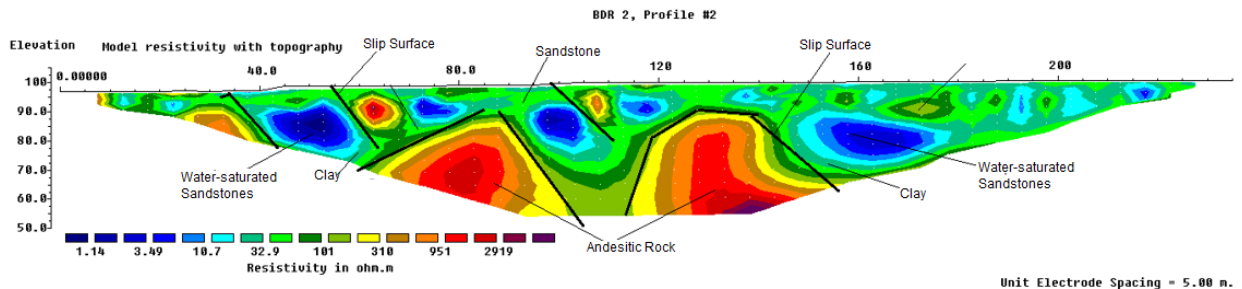 BDR 2, Profile #2
Elevation Model resistivity with topography
Slip Surface
Sandstone
Slip Surface
0.00000 40.0 80.0 120 160 200
100
90.0
80.0
70.0
60.0
50.0
Water-saturated
Sandstones
Clay
Clay
Water-saturated
Sandstones
Andesitic Rock
1.14 3.49 10.7 32.9 101 310 951 2919
Resistivity in ohm.m
Unit Electrode Spacing = 5.00 m.